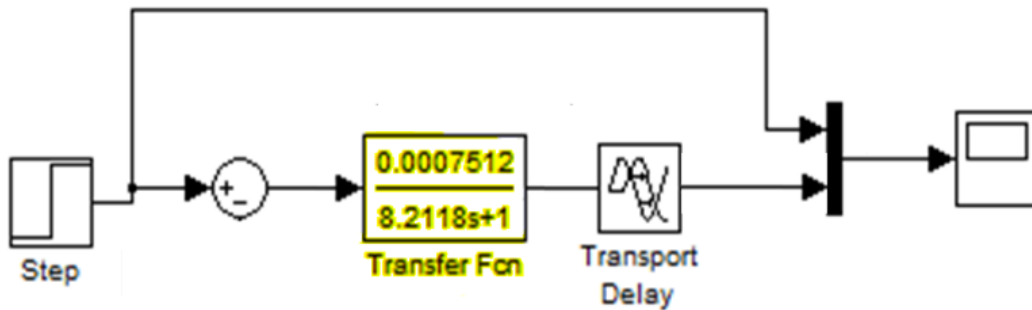 0.0007512
8.2118s+1
+
−
Step
Transfer Fcn
Transport
Delay